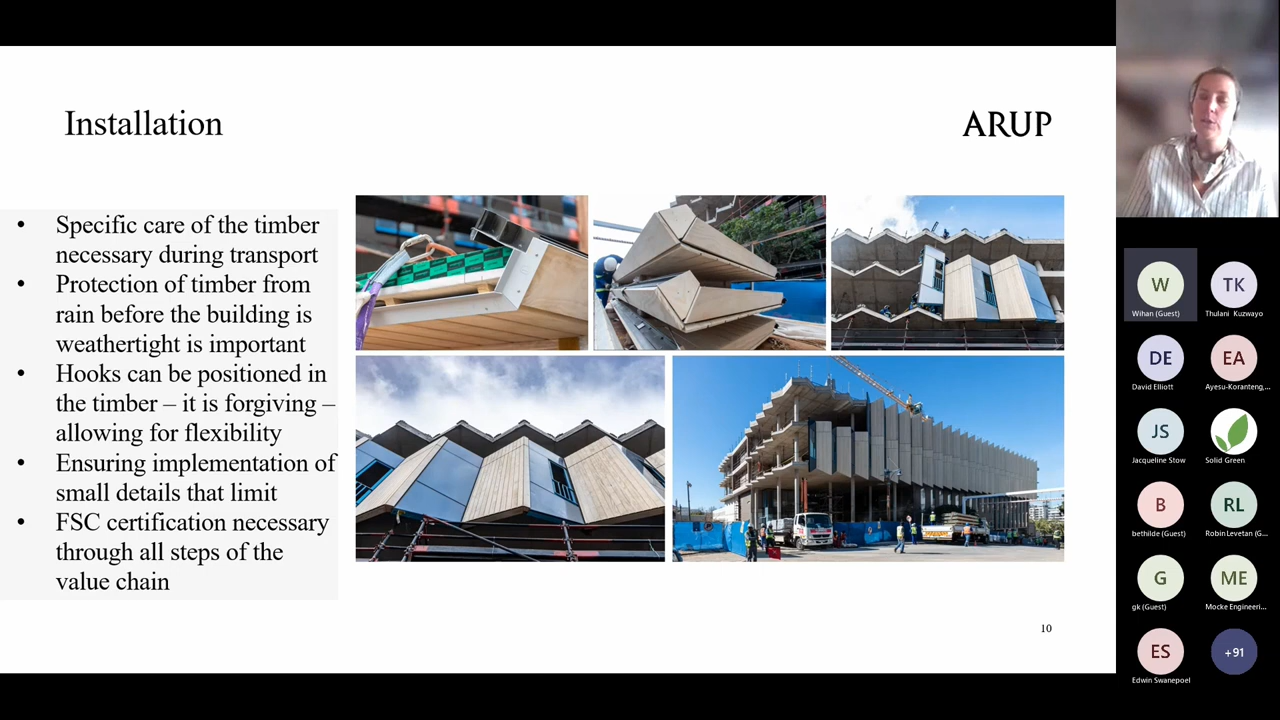 Installation
ARUP
• Specific care of the timber
necessary during transport
• Protection of timber from
rain before the building is
weathertight is important
• Hooks can be positioned in
the timber – it is forgiving –
allowing for flexibility
• Ensuring implementation of
small details that limit
• FSC certification necessary
through all steps of the
value chain
10
W
Wihan (Guest)
TK
Thulani Kuzwayo
DE
David Elliott
EA
Ayesu-Koranteng,...
JS
Jacqueline Stow
Solid Green
B
bethilde (Guest)
RL
Robin Levetan (G...
G
gk (Guest)
ME
Mocke Engineeri...
ES
Edwin Swanepoel
+91